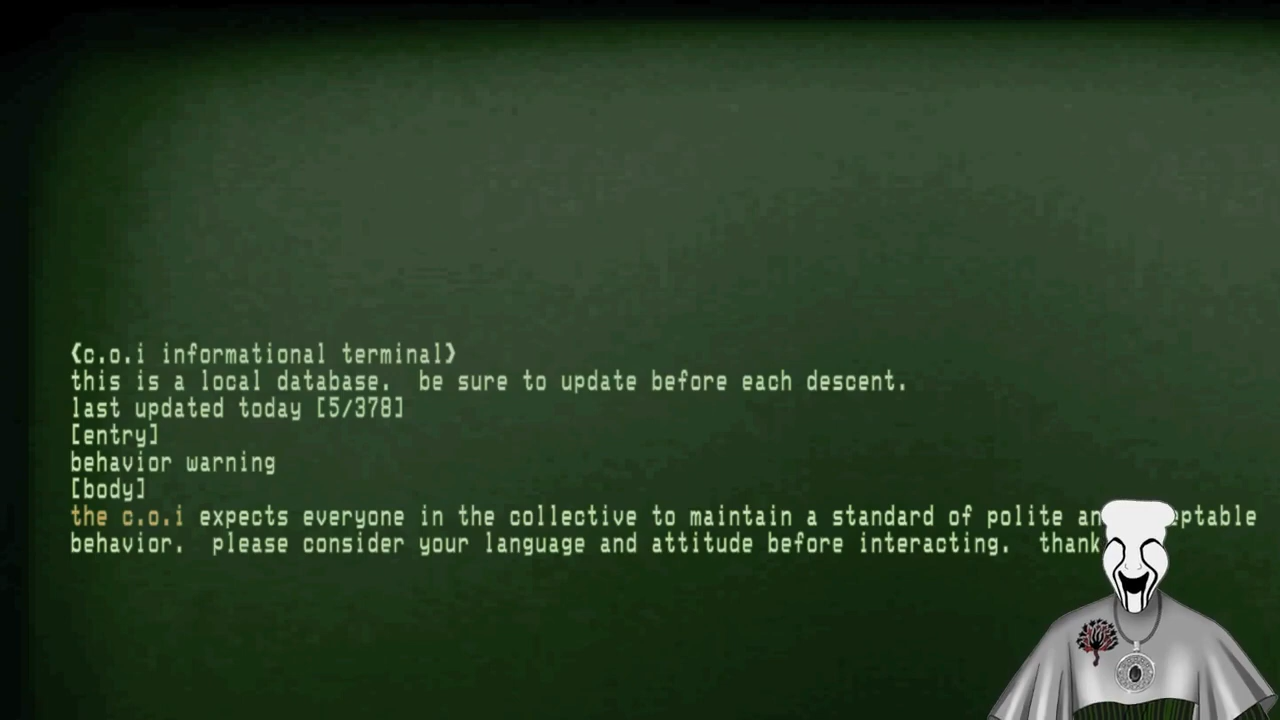 {c.o.i informational terminal}
this is a local database. be sure to update before each descent.
last updated today [5/378]
[entry]
behavior warning
[body]
the c.o.i expects everyone in the collective to maintain a standard of polite
behavior. please consider your language and attitude before interacting. thank